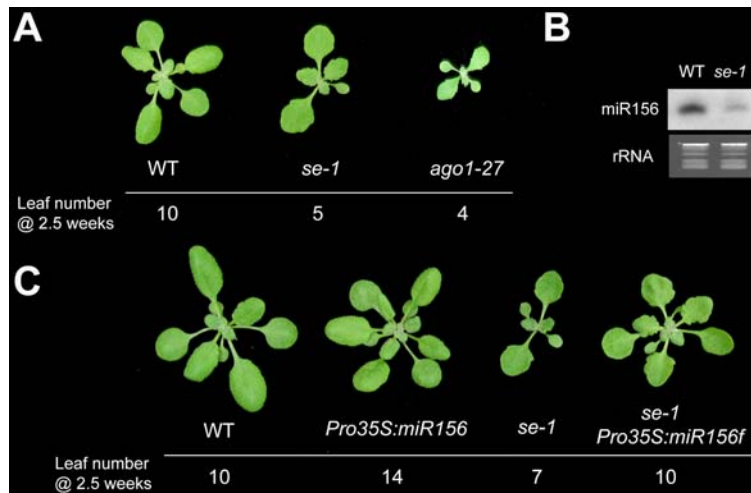 A
WT se-1 ago1-27
Leaf number
@ 2.5 weeks
10 5 4
B
WT se-1
miR156
rRNA
C
WT Pro35S:miR156 se-1 se-1
Pro35S:miR156f
Leaf number
@ 2.5 weeks
10 14 7 10